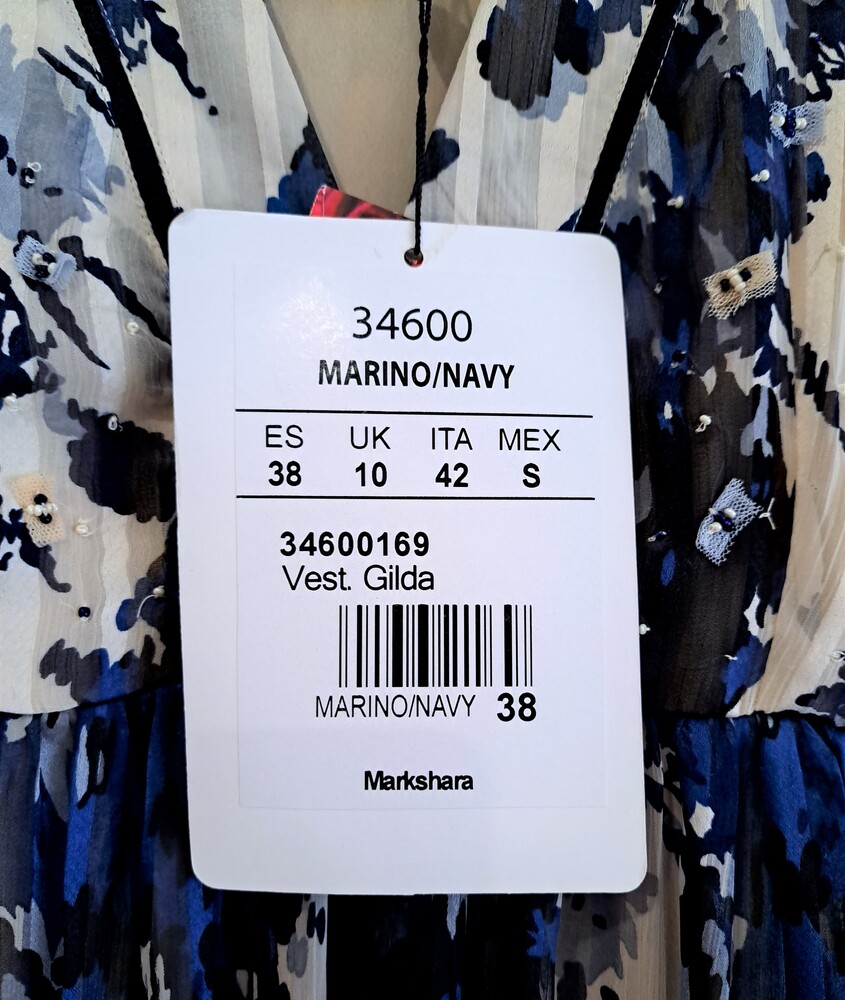 34600
MARINO/NAVY
ES UK ITA MEX
38 10 42 S
34600169
Vest. Gilda
MARINO/NAVY 38
Markshara